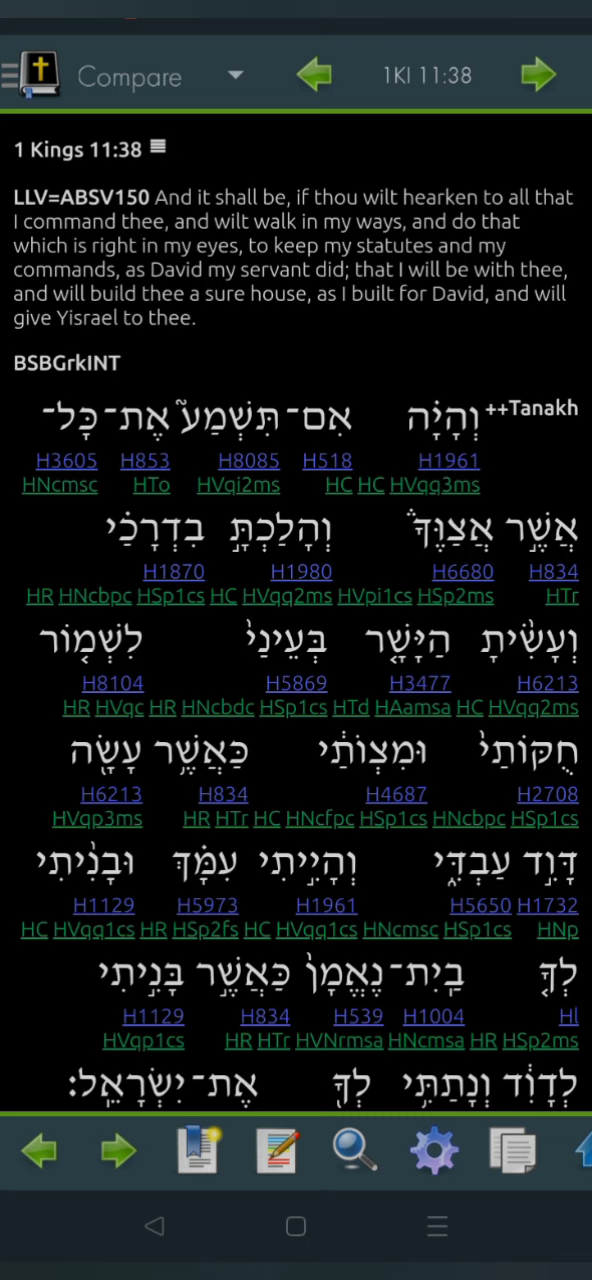 Compare 1KI 11:38
1 Kings 11:38
LLV=ABSV150 And it shall be, if thou wilt hearken to all that
I command thee, and wilt walk in my ways, and do that
which is right in my eyes, to keep my statutes and my
commands, as David my servant did; that I will be with thee,
and will build thee a sure house, as I built for David, and will
give Yisrael to thee.
BSBGrkINT
++Tanakh וְהָיָ֗ה אִם־תִּשְׁמַע֮ אֶת־כָּל־
H3605 H853 H8085 H518 H1961
HNcmsc HTo HVqi2ms HC HC HVqq3ms
אֲשֶׁ֣ר אֲצַוֶּךָ֒ וְהָלַכְתָּ֣ בִדְרָכַ֗י
H1870 H1980 H6680 H834
HR HNcbpc HSp1cs HC HVqq2ms HVpi1cs HSp2ms HTr
וְעָשִׂ֨יתָ הַיָּשָׁ֤ר בְּעֵינַי֙ לִשְׁמ֤וֹר
H8104 H5869 H3477 H6213
HR HVqc HR HNcbdc HSp1cs HTd HAamsa HC HVqq2ms
חֻקּוֹתַי֙ וּמִצְוֺתַ֔י כַּאֲשֶׁ֥ר עָשָׂ֖ה
H6213 H834 H4687 H2708
HVqp3ms HR HTr HC HNcfpc HSp1cs HNcbpc HSp1cs
דָּוִ֣ד עַבְדִּ֑י וְהָיִ֣יתִי עִמָּ֗ךְ וּבָנִ֨יתִי
H1129 H5973 H1961 H5650 H1732
HC HVqq1cs HR HSp2fs HC HVqq1cs HNcmsc HSp1cs HNp
לְךָ֤ בַֽיִת־נֶאֱמָן֙ כַּאֲשֶׁ֣ר בָּנִ֣יתִי
H1129 H834 H539 H1004 Hl
HVqp1cs HR HTr HVNrmsa HNcmsa HR HSp2ms
לְדָוִ֔ד וְנָתַתִּ֥י לְךָ֖ אֶת־יִשְׂרָאֵֽל׃